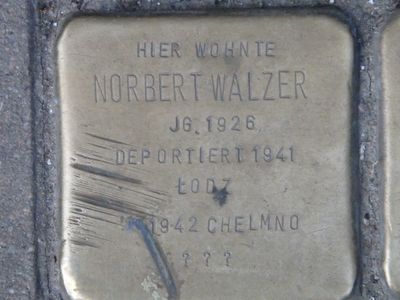 HIER WOHNTE
NORBERT WALZER
JG. 1926
DEPORTIERT 1941
ŁODZ
1942 CHELMNO
? ? ?